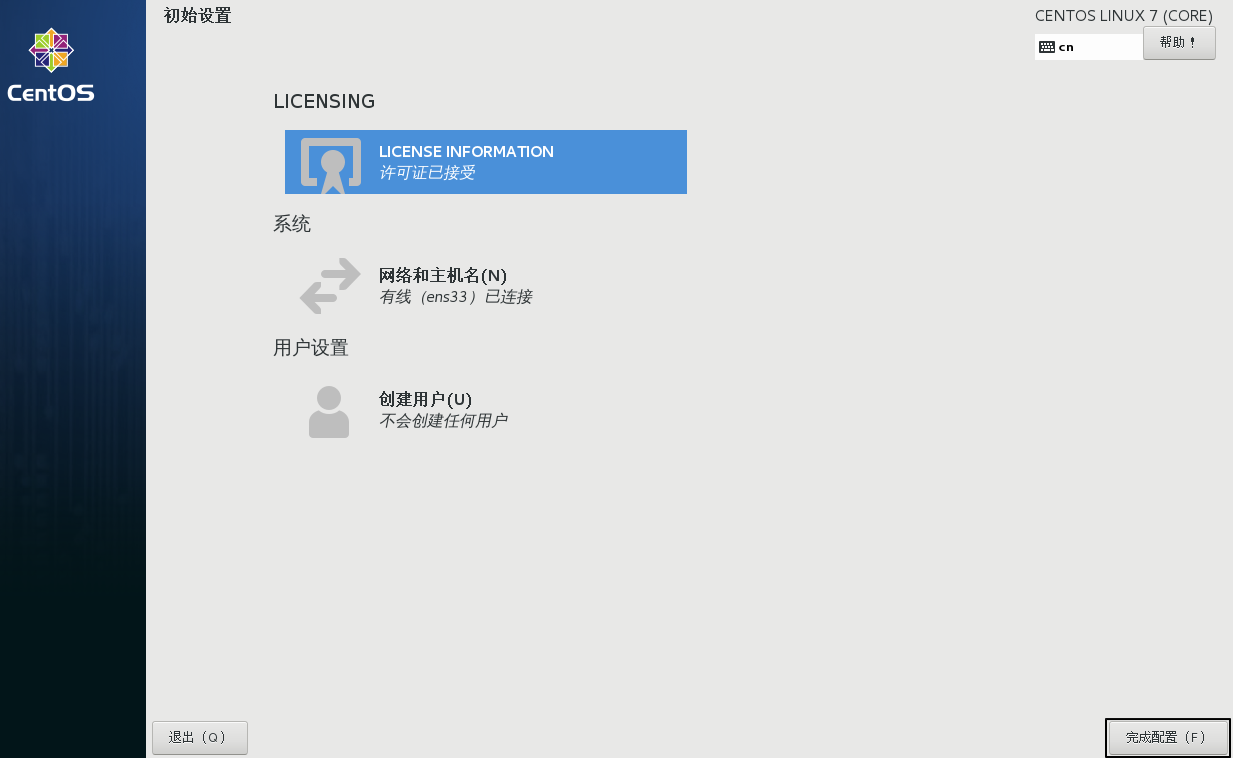 初始设置
CENTOS LINUX 7 (CORE)
cn
帮助！
CentOS
LICENSING
LICENSE INFORMATION
许可证已接受
系统
网络和主机名(N)
有线（ens33）已连接
用户设置
创建用户(U)
不会创建任何用户
退出（Q）
完成配置（F）